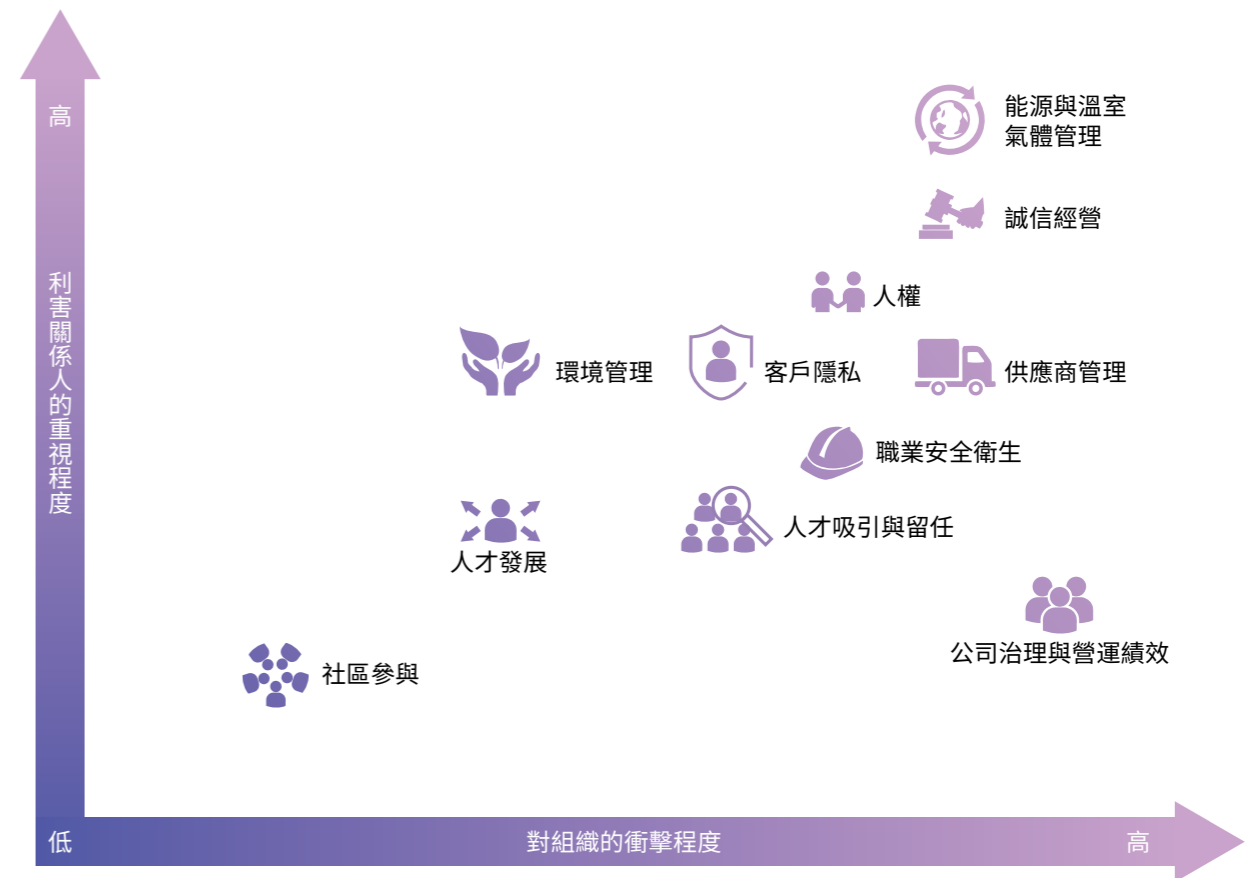 高
利害關係人的重視程度
能源與溫室
氣體管理
誠信經營
人權
環境管理
客戶隱私
供應商管理
職業安全衛生
人才吸引與留任
人才發展
公司治理與營運績效
社區參與
低
對組織的衝擊程度
高